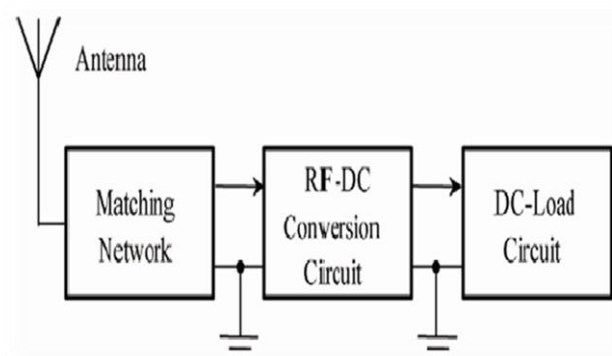 Antenna
Matching
Network
RF-DC
Conversion
Circuit
DC-Load
Circuit